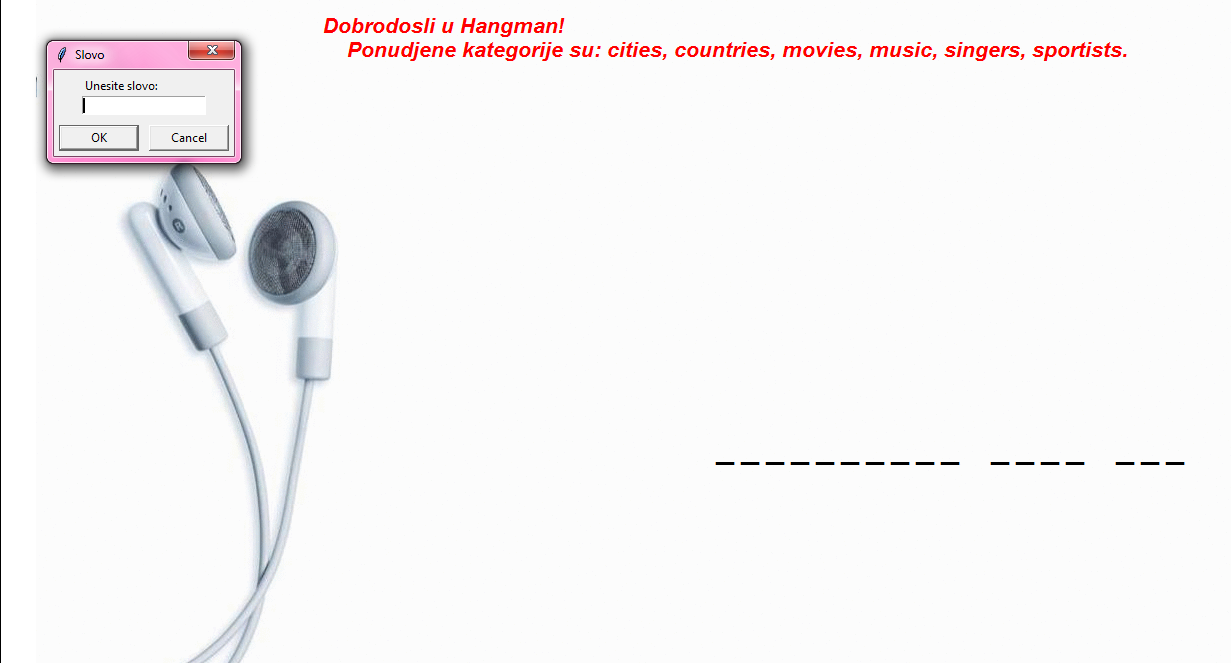 Dobrodosli u Hangman!
Ponudjene kategorije su: cities, countries, movies, music, singers, sportists.
Slovo
Unesite slovo:
OK Cancel
_ _ _ _ _ _ _ _ _ _  _ _ _ _  _ _ _